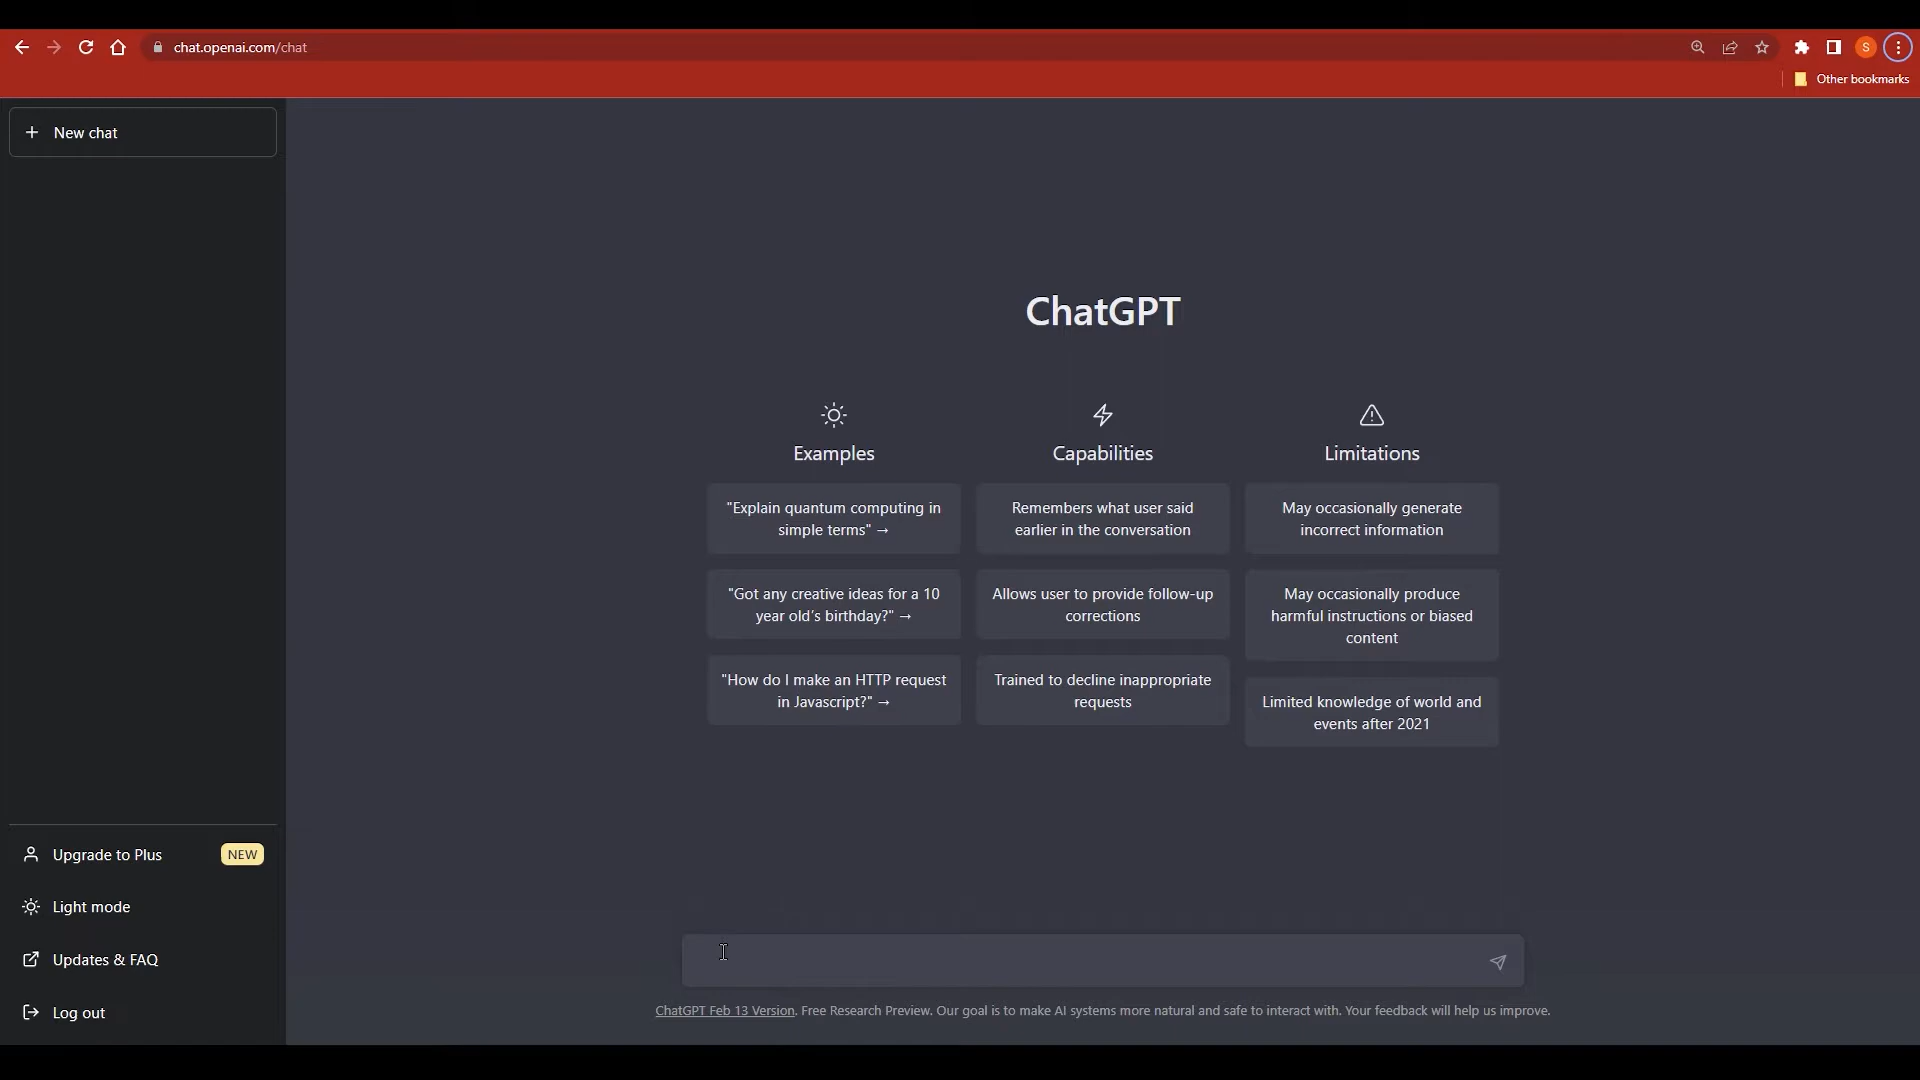 chat.openai.com/chat
S
Other bookmarks
+ New chat
ChatGPT
Examples
Capabilities
Limitations
"Explain quantum computing in
simple terms" →
Remembers what user said
earlier in the conversation
May occasionally generate
incorrect information
"Got any creative ideas for a 10
year old's birthday?" →
Allows user to provide follow-up
corrections
May occasionally produce
harmful instructions or biased
content
"How do I make an HTTP request
in Javascript?" →
Trained to decline inappropriate
requests
Limited knowledge of world and
events after 2021
Upgrade to Plus
NEW
Light mode
Updates & FAQ
Log out
ChatGPT Feb 13 Version. Free Research Preview. Our goal is to make AI systems more natural and safe to interact with. Your feedback will help us improve.